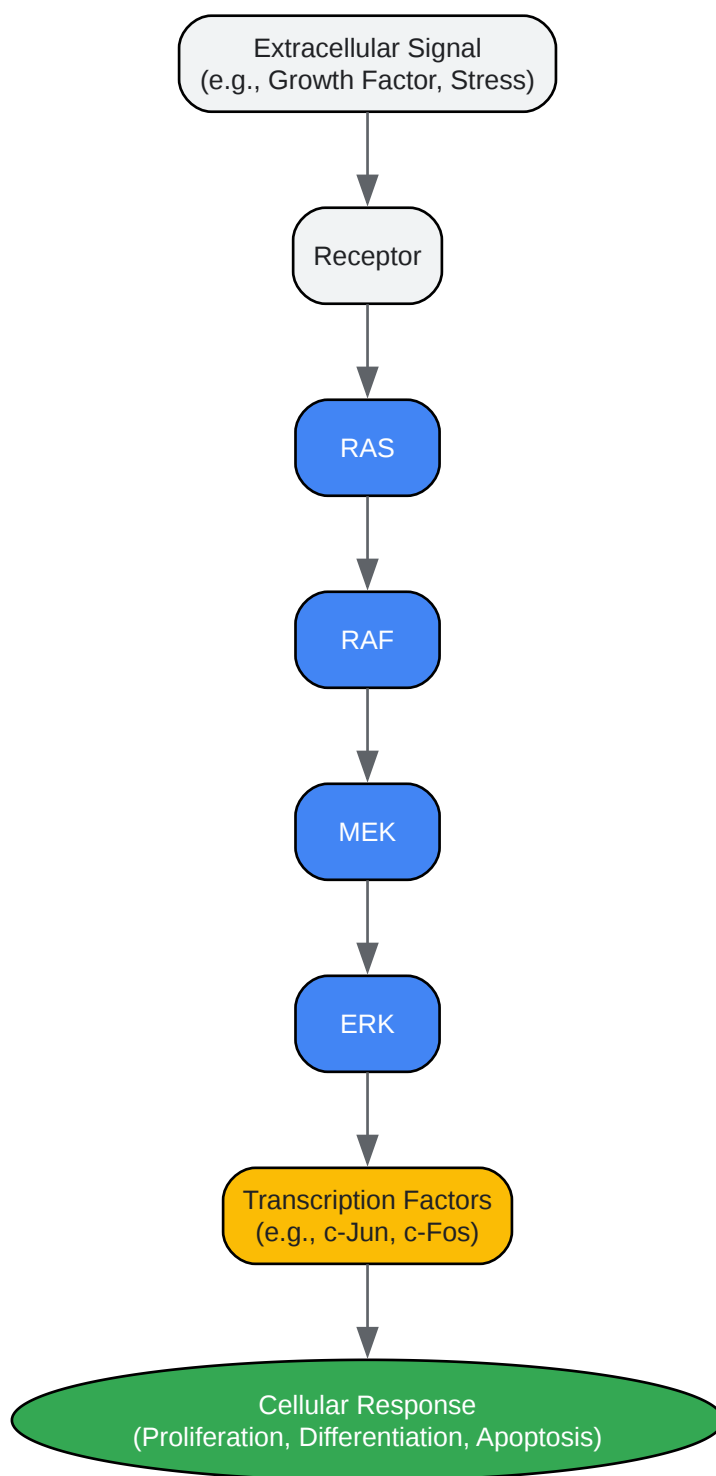 Extracellular Signal
(e.g., Growth Factor, Stress)
Receptor
RAS
RAF
MEK
ERK
Transcription Factors
(e.g., c-Jun, c-Fos)
Cellular Response
(Proliferation, Differentiation, Apoptosis)